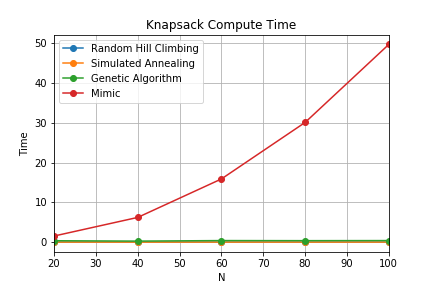 Knapsack Compute Time
Random Hill Climbing
Simulated Annealing
Genetic Algorithm
Mimic
Time
50
40
30
20
10
0
20 30 40 50 60 70 80 90 100
N